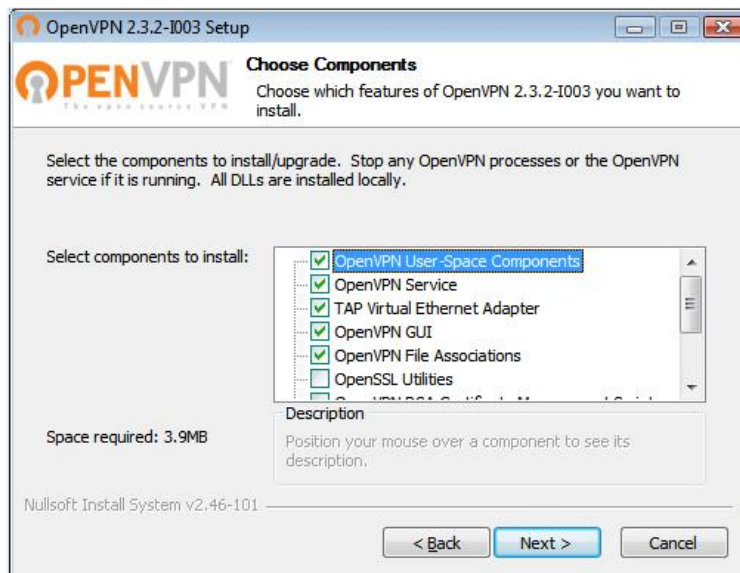 OpenVPN 2.3.2-I003 Setup
OPENVPN
The open source VPN
Choose Components
Choose which features of OpenVPN 2.3.2-I003 you want to
install.
Select the components to install/upgrade. Stop any OpenVPN processes or the OpenVPN
service if it is running. All DLLs are installed locally.
Select components to install:
OpenVPN User-Space Components
OpenVPN Service
TAP Virtual Ethernet Adapter
OpenVPN GUI
OpenVPN File Associations
OpenSSL Utilities
Space required: 3.9MB
Description
Position your mouse over a component to see its
description.
Nullsoft Install System v2.46-101
< Back
Next >
Cancel